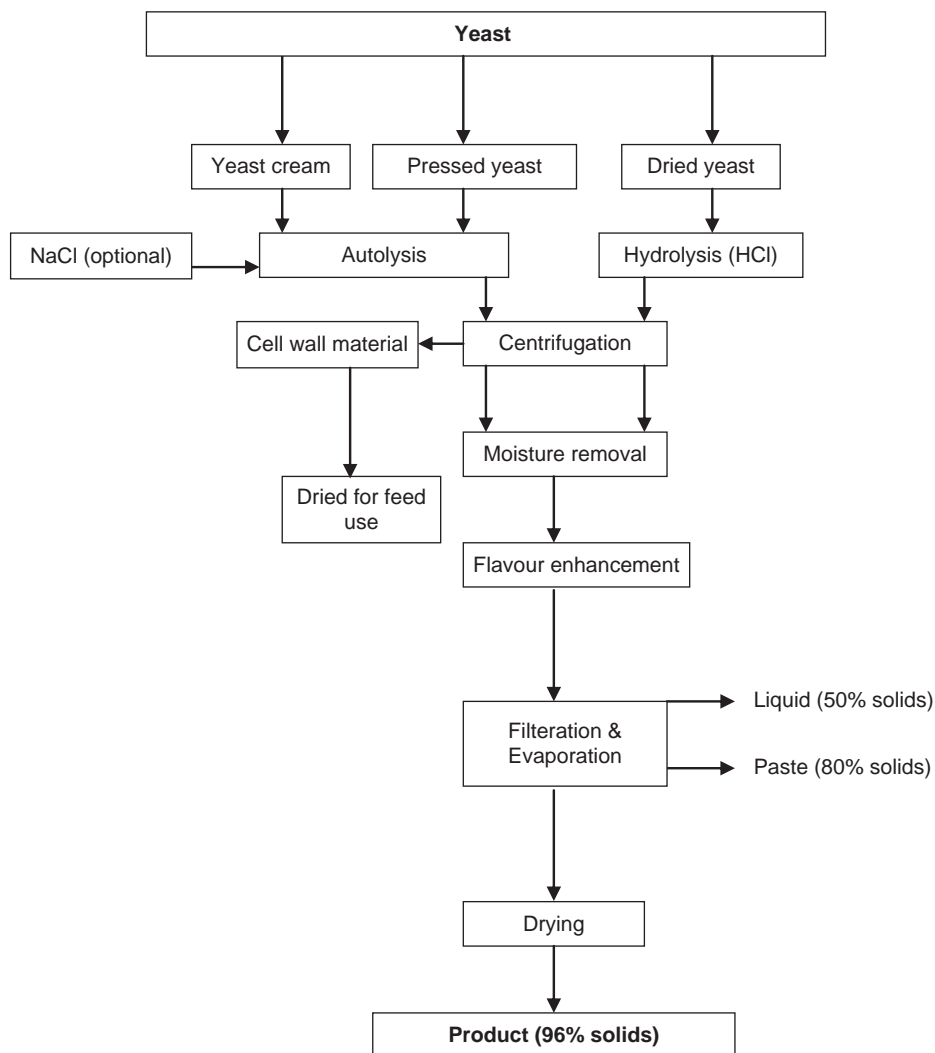 Yeast
Yeast cream
Pressed yeast
Dried yeast
NaCl (optional)
Autolysis
Hydrolysis (HCl)
Cell wall material
Centrifugation
Moisture removal
Dried for feed
use
Flavour enhancement
Filteration &
Evaporation
Liquid (50% solids)
Paste (80% solids)
Drying
Product (96% solids)